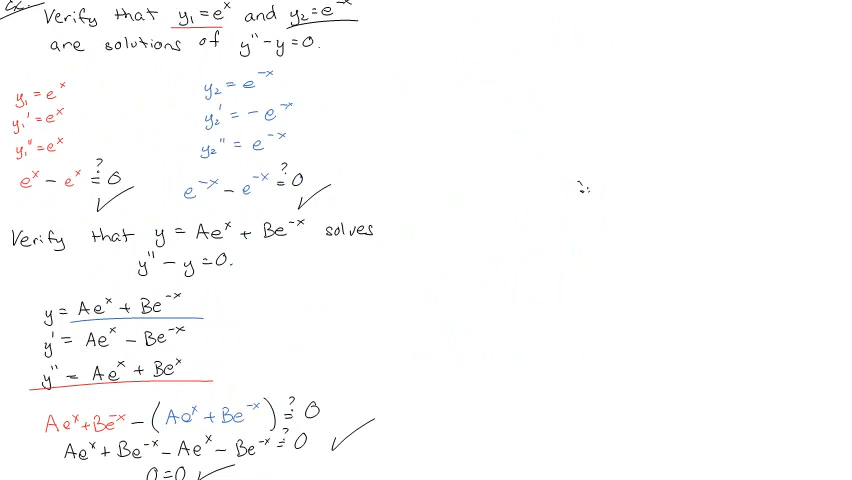 Ex. Verify that y₁ = eˣ and y₂ = e⁻ˣ
are solutions of y'' - y = 0.
y₁ = eˣ
y₁' = eˣ
y₁'' = eˣ
eˣ - eˣ ?= 0 ✓
y₂ = e⁻ˣ
y₂' = - e⁻ˣ
y₂'' = e⁻ˣ
e⁻ˣ - e⁻ˣ ?= 0 ✓
Verify that y = Aeˣ + Be⁻ˣ solves
y'' - y = 0.
y = Aeˣ + Be⁻ˣ
y' = Aeˣ - Be⁻ˣ
y'' = Aeˣ + Beˣ
Aeˣ + Be⁻ˣ - (Aeˣ + Be⁻ˣ) ?= 0
Aeˣ + Be⁻ˣ - Aeˣ - Be⁻ˣ ?= 0 ✓
0 = 0 ✓